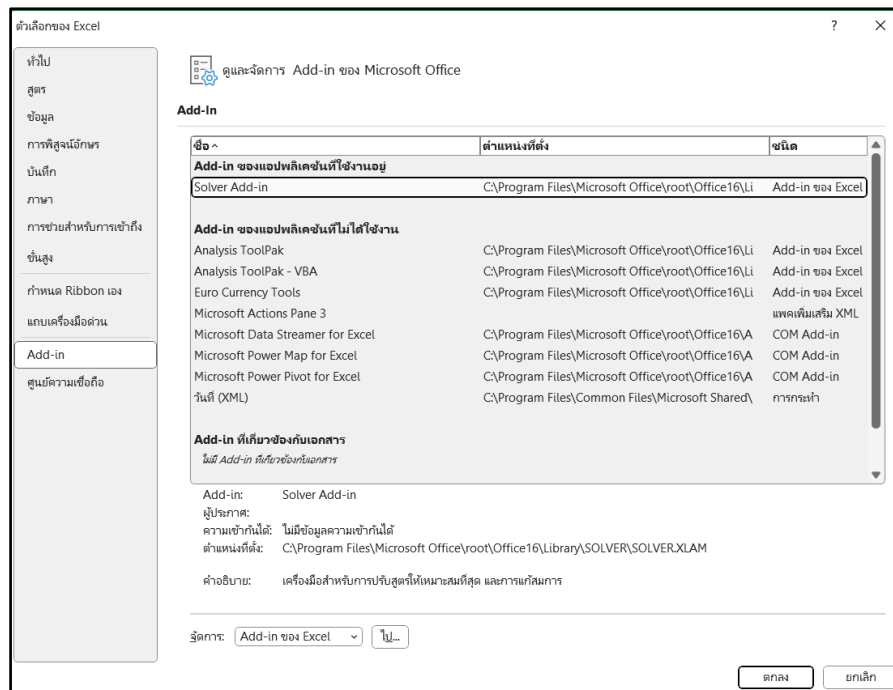 ตัวเลือกของ Excel ? ×
ทั่วไป
สูตร
ข้อมูล
การพิสูจน์อักษร
บันทึก
ภาษา
การช่วยสำหรับการเข้าถึง
ขั้นสูง
กำหนด Ribbon เอง
แถบเครื่องมือด่วน
Add-in
ศูนย์ความเชื่อถือ
ดูและจัดการ Add-in ของ Microsoft Office
Add-In
ชื่อ ตำแหน่งที่ตั้ง ชนิด
Add-in ของแอปพลิเคชันที่ใช้งานอยู่
Solver Add-in C:\Program Files\Microsoft Office\root\Office16\Li Add-in ของ Excel
Add-in ของแอปพลิเคชันที่ไม่ได้ใช้งาน
Analysis ToolPak C:\Program Files\Microsoft Office\root\Office16\Li Add-in ของ Excel
Analysis ToolPak - VBA C:\Program Files\Microsoft Office\root\Office16\Li Add-in ของ Excel
Euro Currency Tools C:\Program Files\Microsoft Office\root\Office16\Li Add-in ของ Excel
Microsoft Actions Pane 3 แพคเพิ่มเสริม XML
Microsoft Data Streamer for Excel C:\Program Files\Microsoft Office\root\Office16\A COM Add-in
Microsoft Power Map for Excel C:\Program Files\Microsoft Office\root\Office16\A COM Add-in
Microsoft Power Pivot for Excel C:\Program Files\Microsoft Office\root\Office16\A COM Add-in
วันที่ (XML) C:\Program Files\Common Files\Microsoft Shared\ การกระทำ
Add-in ที่เกี่ยวข้องกับเอกสาร
ไม่มี Add-in ที่เกี่ยวข้องกับเอกสาร
Add-in: Solver Add-in
ผู้ประกาศ:
ความเข้ากันได้: ไม่มีข้อมูลความเข้ากันได้
ตำแหน่งที่ตั้ง: C:\Program Files\Microsoft Office\root\Office16\Library\SOLVER\SOLVER.XLAM
คำอธิบาย: เครื่องมือสำหรับการปรับสูตรให้เหมาะสมที่สุด และการแก้สมการ
จัดการ: Add-in ของ Excel ไป...
ตกลง ยกเลิก